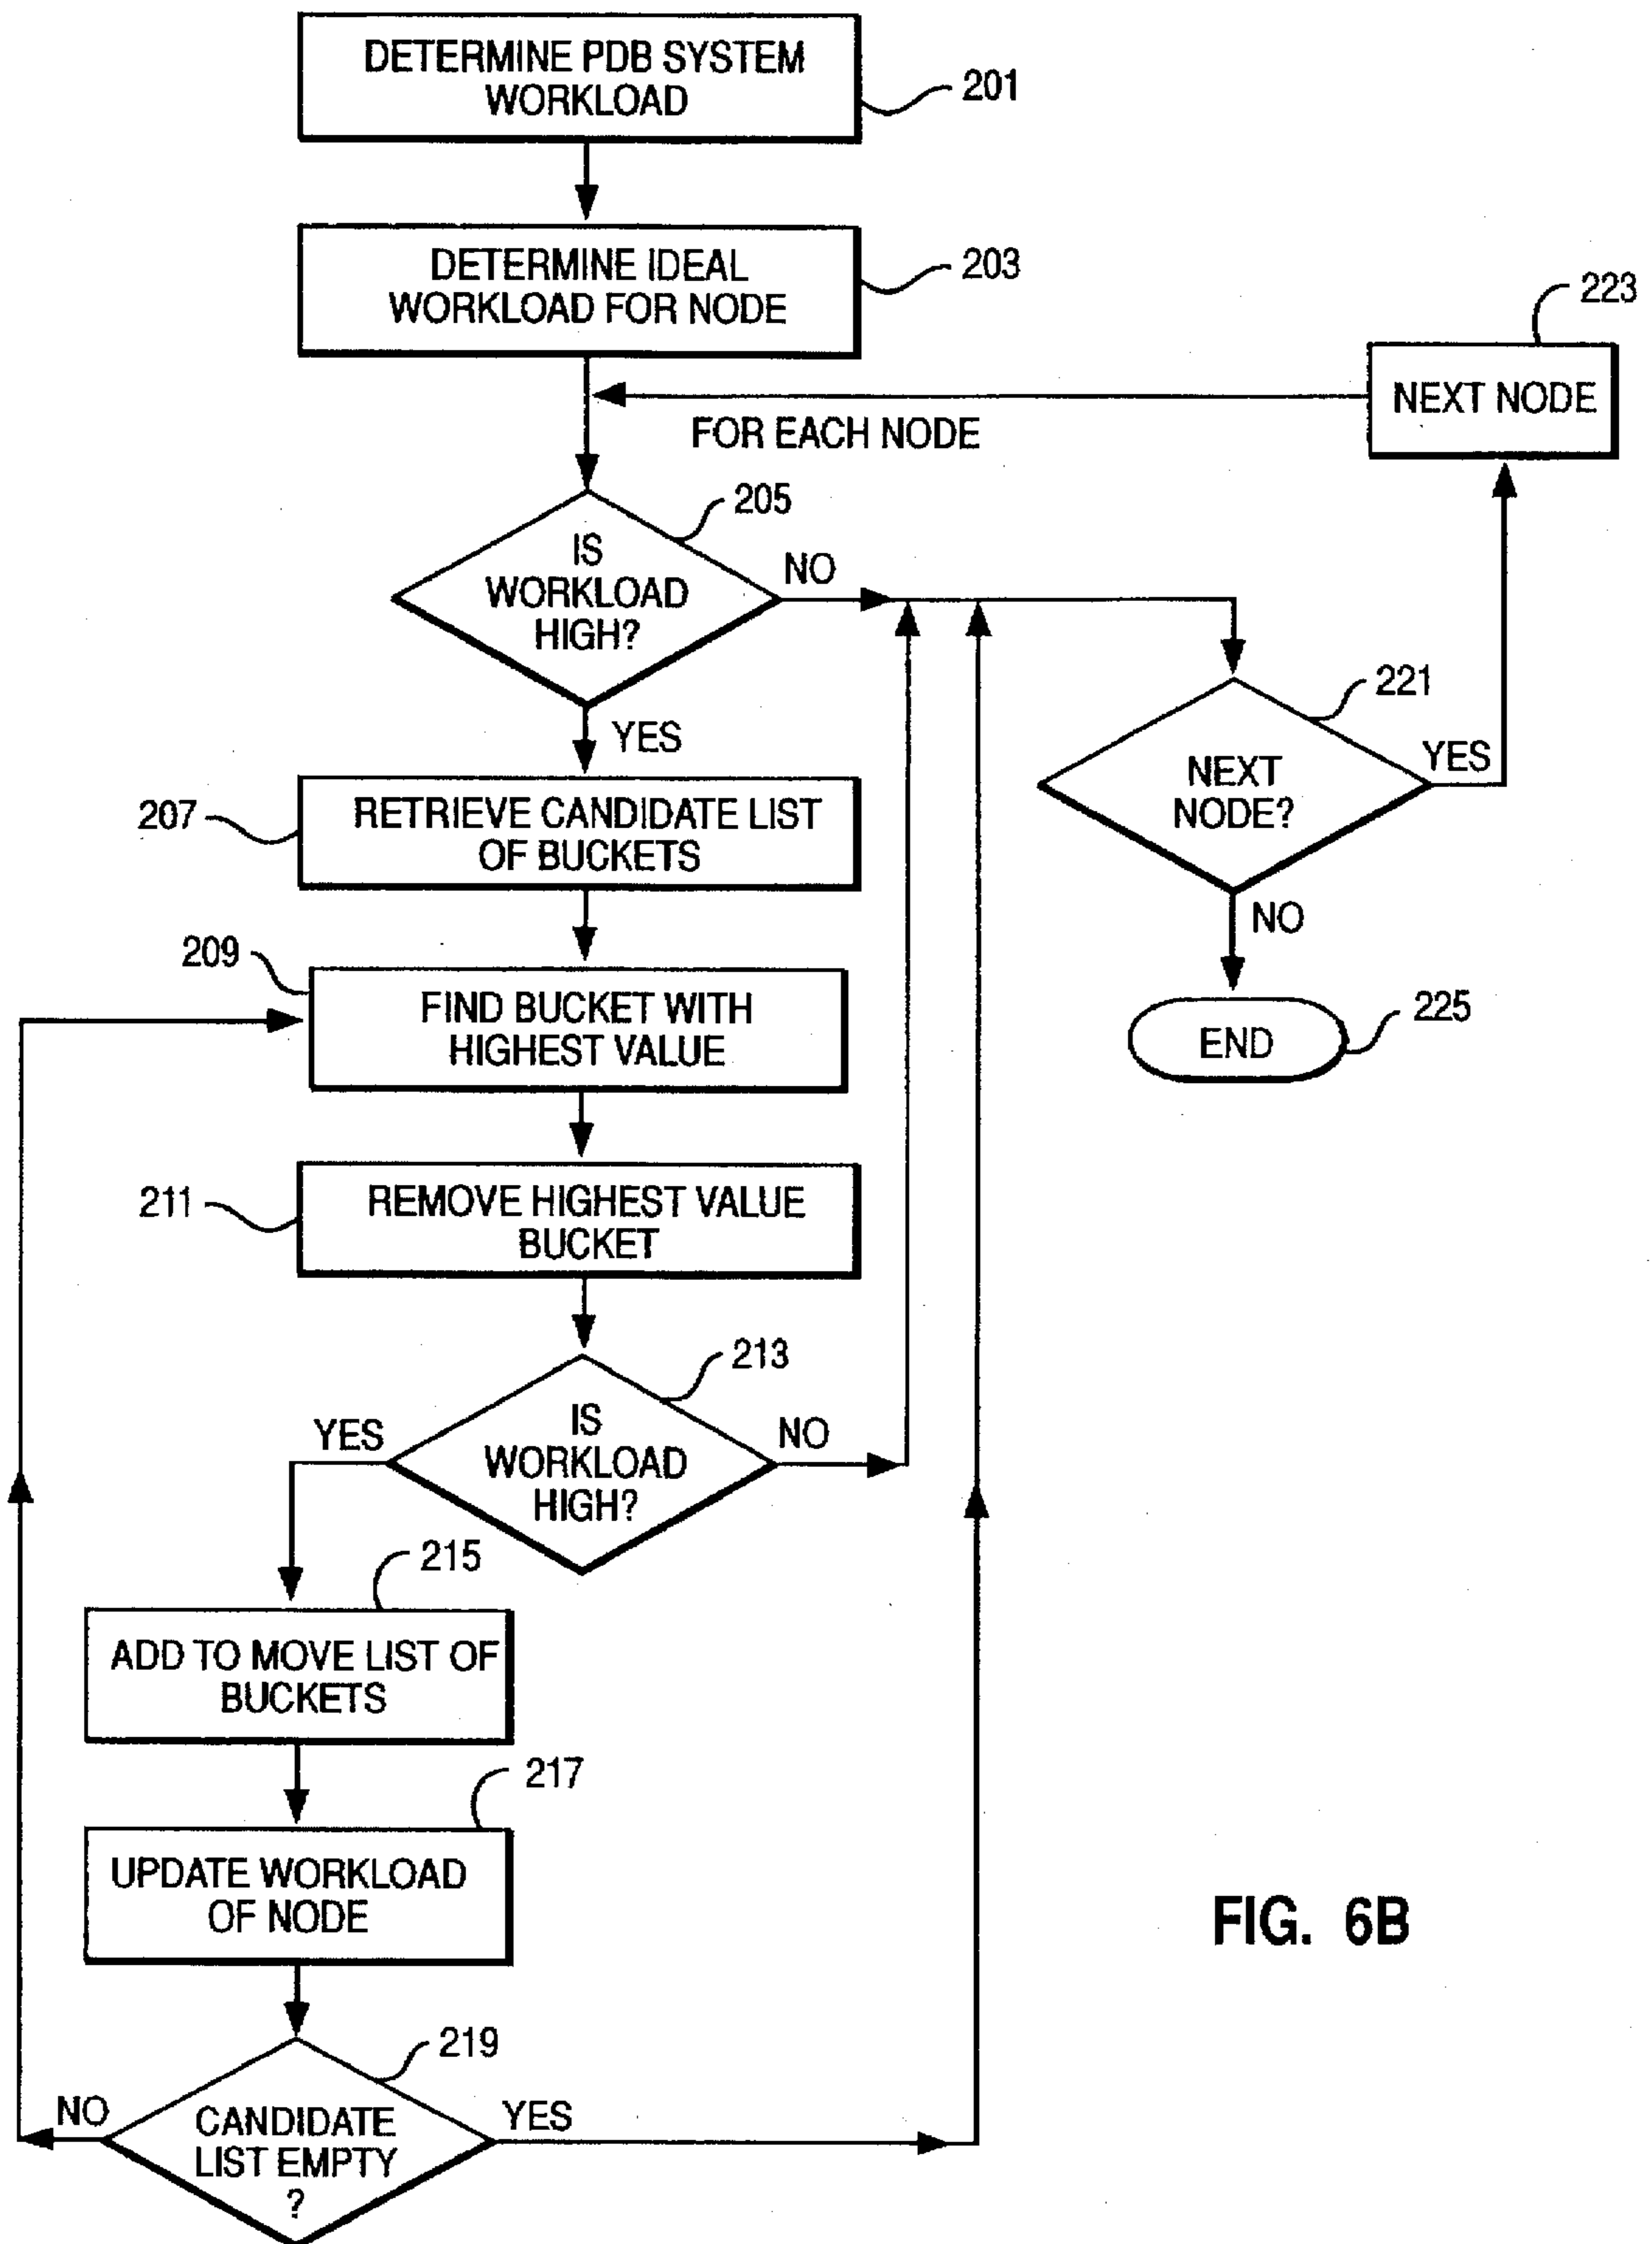 DETERMINE PDB SYSTEM
WORKLOAD
201
DETERMINE IDEAL
WORKLOAD FOR NODE
203
223
NEXT NODE
FOR EACH NODE
205
IS
WORKLOAD
HIGH?
NO
YES
221
NEXT
NODE?
YES
NO
225
END
207
RETRIEVE CANDIDATE LIST
OF BUCKETS
209
FIND BUCKET WITH
HIGHEST VALUE
211
REMOVE HIGHEST VALUE
BUCKET
213
IS
WORKLOAD
HIGH?
YES
NO
215
ADD TO MOVE LIST OF
BUCKETS
217
UPDATE WORKLOAD
OF NODE
219
CANDIDATE
LIST EMPTY
?
NO
YES
FIG. 6B